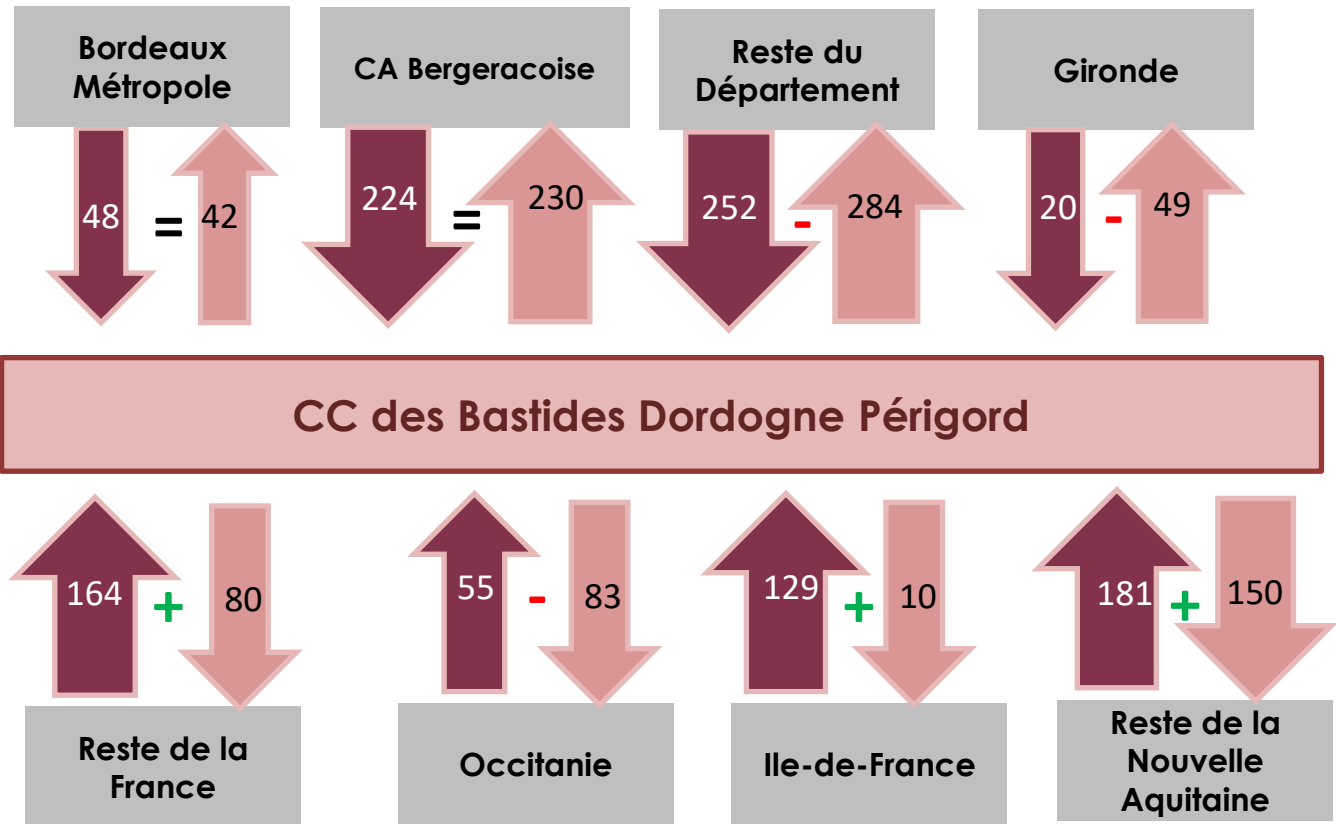 Bordeaux
Métropole
CA Bergeracoise
Reste du
Département
Gironde
48 = 42
224 = 230
252 - 284
20 - 49
CC des Bastides Dordogne Périgord
164 + 80
55 - 83
129 + 10
181 + 150
Reste de la
France
Occitanie
Ile-de-France
Reste de la
Nouvelle
Aquitaine